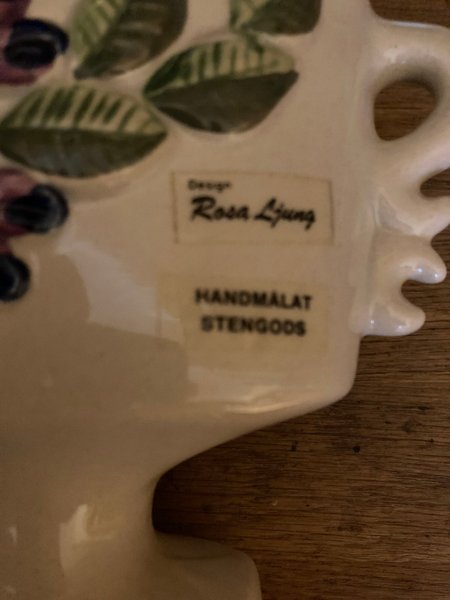 Design
Rosa Ljung
HANDMÅLAT
STENGODS